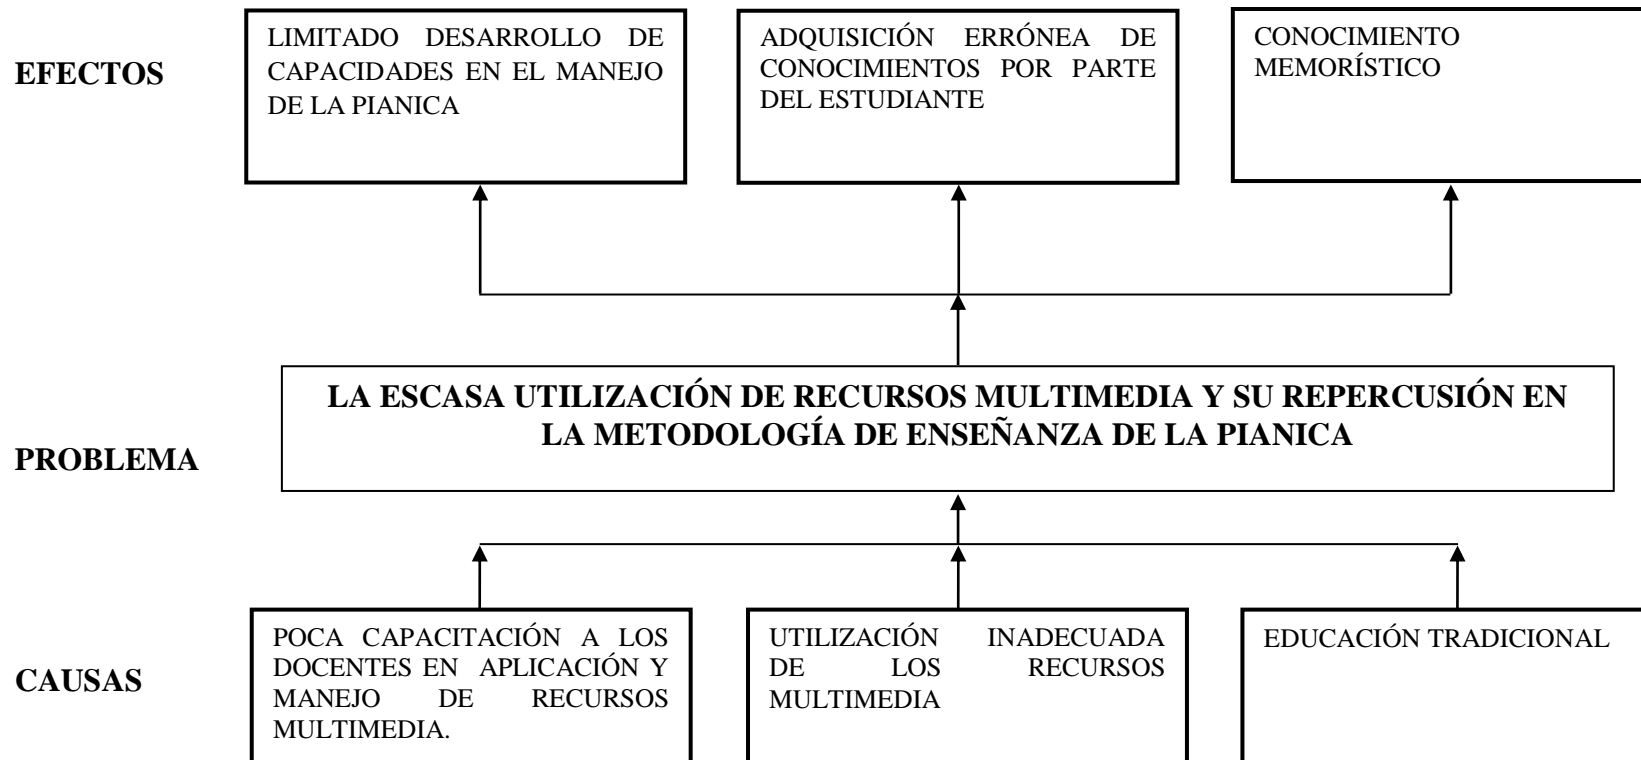 EFECTOS
LIMITADO DESARROLLO DE
CAPACIDADES EN EL MANEJO
DE LA PIANICA
ADQUISICIÓN ERRÓNEA DE
CONOCIMIENTOS POR PARTE
DEL ESTUDIANTE
CONOCIMIENTO
MEMORÍSTICO
PROBLEMA
LA ESCASA UTILIZACIÓN DE RECURSOS MULTIMEDIA Y SU REPERCUSIÓN EN
LA METODOLOGÍA DE ENSEÑANZA DE LA PIANICA
CAUSAS
POCA CAPACITACIÓN A LOS
DOCENTES EN APLICACIÓN Y
MANEJO DE RECURSOS
MULTIMEDIA.
UTILIZACIÓN INADECUADA
DE LOS RECURSOS
MULTIMEDIA
EDUCACIÓN TRADICIONAL